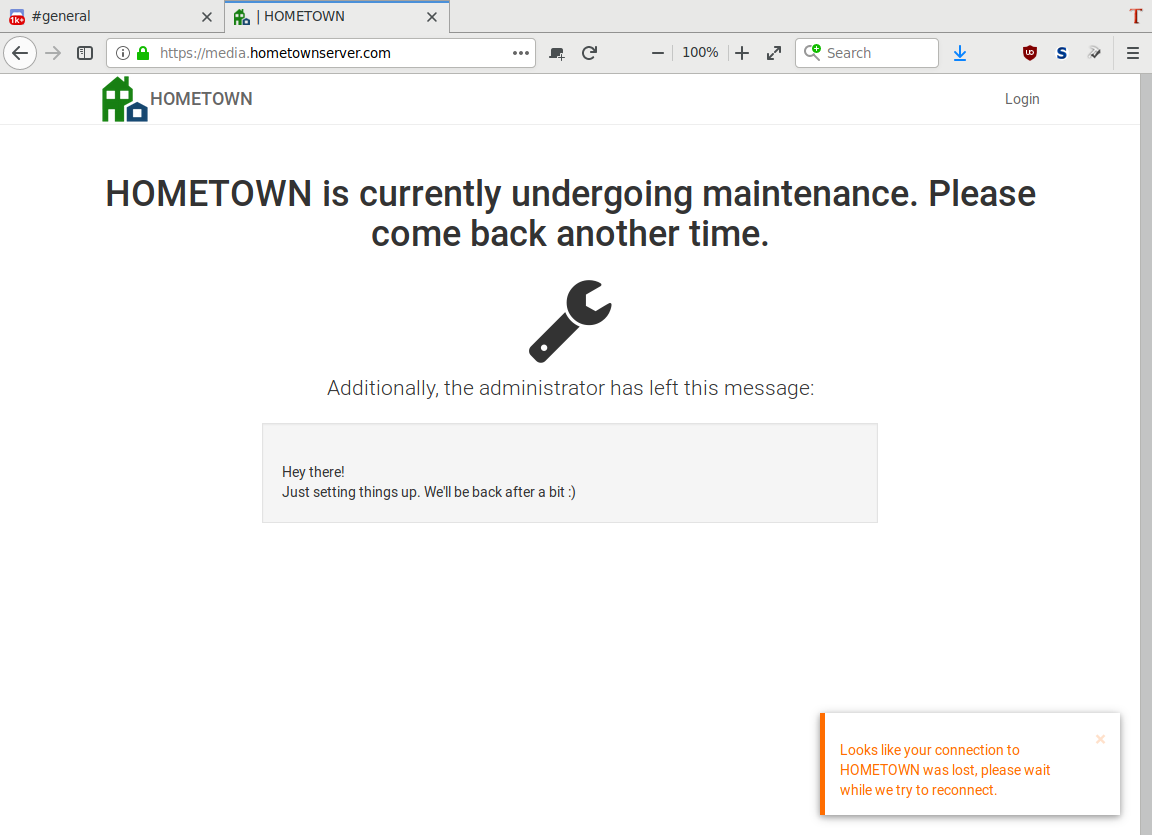 #general
| HOMETOWN
T
https://media.hometownserver.com
100%
Search
S
HOMETOWN
Login
HOMETOWN is currently undergoing maintenance. Please
come back another time.
Additionally, the administrator has left this message:
Hey there!
Just setting things up. We'll be back after a bit :)
Looks like your connection to
HOMETOWN was lost, please wait
while we try to reconnect.